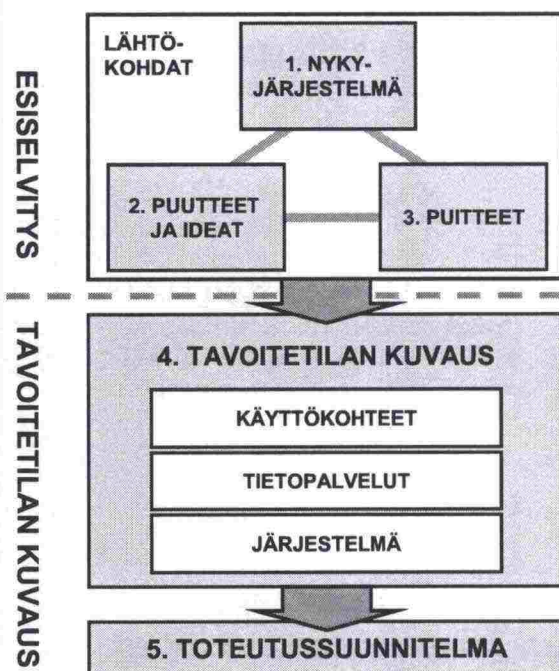 ESISELVITYS
LÄHTÖ-
KOHDAT
1. NYKY-
JÄRJESTELMÄ
2. PUUTTEET
JA IDEAT
3. PUITTEET
TAVOITETILAN KUVAUS
4. TAVOITETILAN KUVAUS
KÄYTTÖKOHTEET
TIETOPALVELUT
JÄRJESTELMÄ
5. TOTEUTUSSUUNNITELMA